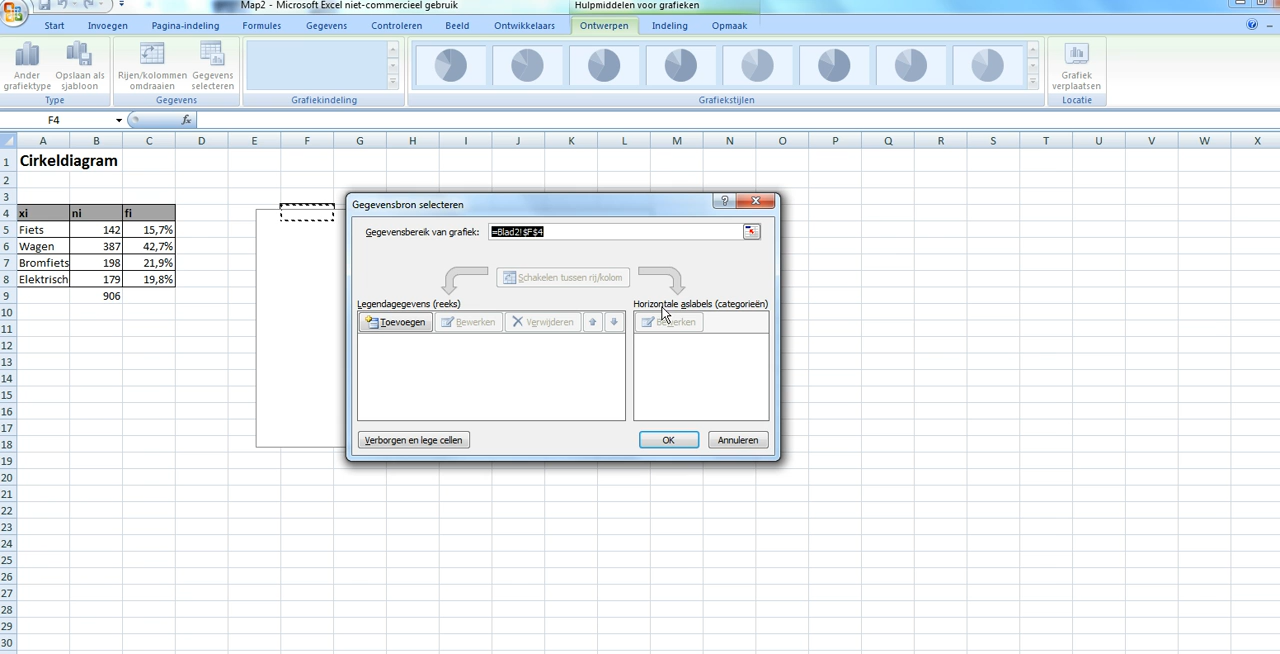 Map2 - Microsoft Excel niet-commercieel gebruik
Hulpmiddelen voor grafieken
Start Invoegen Pagina-indeling Formules Gegevens Controleren Beeld Ontwikkelaars Ontwerpen Indeling Opmaak
Ander grafiektype
Opslaan als sjabloon
Rijen/kolommen omdraaien
Gegevens selecteren
Grafiek verplaatsen
Type Gegevens Grafiekindeling Grafiekstijlen Locatie
F4 fx
A B C D E F G H I J K L M N O P Q R S T U V W X
1 Cirkeldiagram
2
3
4 xi ni fi
5 Fiets 142 15,7%
6 Wagen 387 42,7%
7 Bromfiets 198 21,9%
8 Elektrisch 179 19,8%
9 906
10
11
12
13
14
15
16
17
18
19
20
21
22
23
24
25
26
27
28
29
30
Gegevensbron selecteren
Gegevensbereik van grafiek: =Blad2!$F$4
Schakelen tussen rij/kolom
Legendagegevens (reeks)
Horizontale aslabels (categorieën)
Toevoegen Bewerken Verwijderen
Bewerken
Verborgen en lege cellen
OK Annuleren